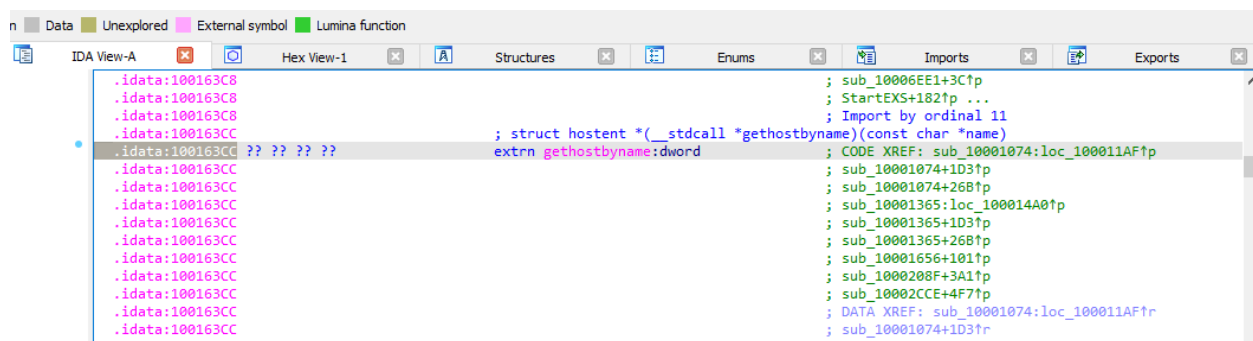 n Data Unexplored External symbol Lumina function
IDA View-A Hex View-1 A Structures Enums Imports Exports
.idata:100163C8 ; sub_10006EE1+3C↑p
.idata:100163C8 ; StartEXS+182↑p ...
.idata:100163C8 ; Import by ordinal 11
.idata:100163CC ; struct hostent *(__stdcall *gethostbyname)(const char *name)
.idata:100163CC ?? ?? ?? ?? extrn gethostbyname:dword ; CODE XREF: sub_10001074:loc_100011AF↑p
.idata:100163CC ; sub_10001074+1D3↑p
.idata:100163CC ; sub_10001074+26B↑p
.idata:100163CC ; sub_10001365:loc_100014A0↑p
.idata:100163CC ; sub_10001365+1D3↑p
.idata:100163CC ; sub_10001365+26B↑p
.idata:100163CC ; sub_10001656+101↑p
.idata:100163CC ; sub_1000208F+3A1↑p
.idata:100163CC ; sub_10002CCE+4F7↑p
.idata:100163CC ; DATA XREF: sub_10001074:loc_100011AF↑r
.idata:100163CC ; sub_10001074+1D3↑r